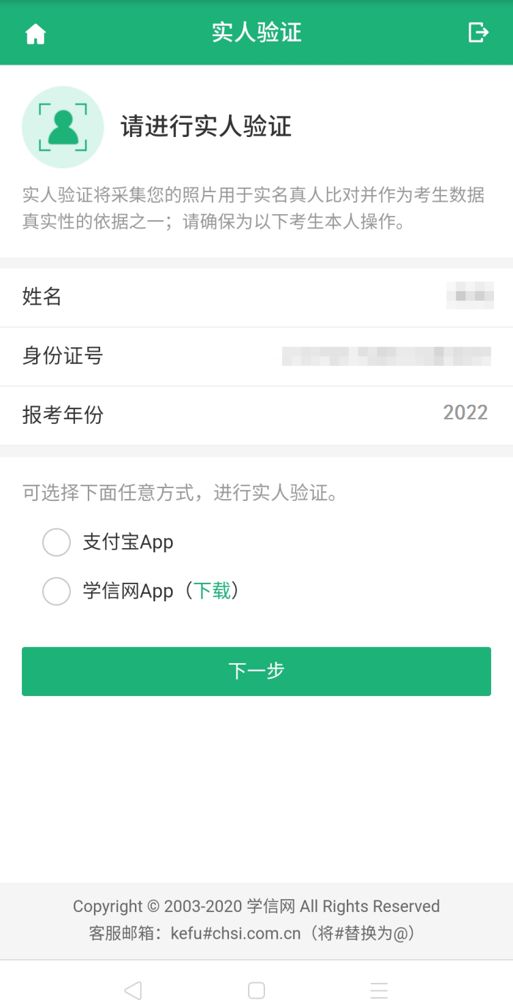 实人验证
请进行实人验证
实人验证将采集您的照片用于实名真人比对并作为考生数据
真实性的依据之一；请确保为以下考生本人操作。
姓名
身份证号
报考年份 2022
可选择下面任意方式，进行实人验证。
支付宝App
学信网App（下载）
下一步
Copyright © 2003-2020 学信网 All Rights Reserved
客服邮箱：kefu#chsi.com.cn（将#替换为@）